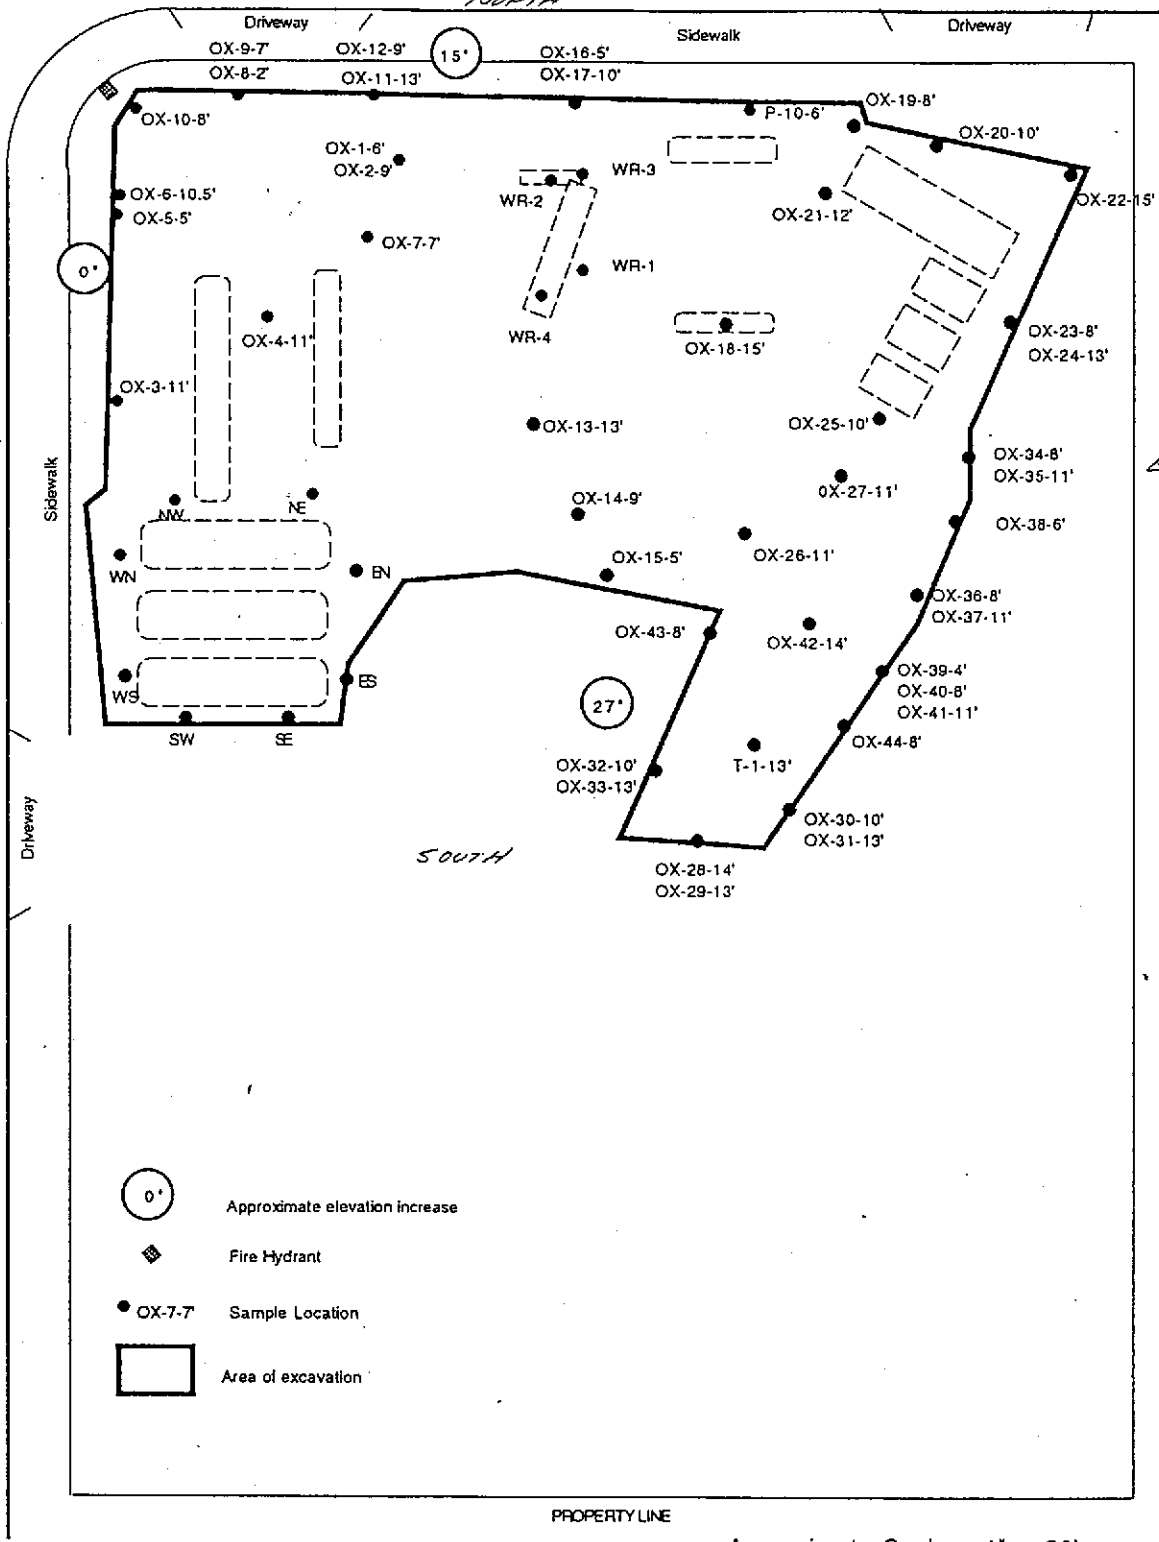 NORTH
Driveway
Sidewalk
Driveway
OX-9-7'
OX-12-9'
15"
OX-16-5'
OX-8-2'
OX-11-13'
OX-17-10'
OX-19-8'
OX-10-8'
P-10-6'
OX-20-10'
OX-1-6'
OX-2-9'
WR-3
WR-2
OX-22-15'
OX-6-10.5'
OX-5-5'
OX-21-12'
OX-7-7'
0"
WR-1
OX-4-11'
WR-4
OX-18-15'
OX-23-8'
OX-24-13'
OX-3-11'
OX-13-13'
OX-25-10'
OX-34-8'
OX-35-11'
Sidewalk
OX-27-11'
NW
NE
OX-14-9'
OX-38-6'
OX-26-11'
WN
EN
OX-15-5'
OX-36-8'
OX-37-11'
OX-43-8'
OX-42-14'
WS
ES
OX-39-4'
OX-40-8'
OX-41-11'
27"
SW
SE
OX-44-8'
T-1-13'
OX-32-10'
OX-33-13'
Driveway
OX-30-10'
OX-31-13'
SOUTH
OX-28-14'
OX-29-13'
0"
Approximate elevation increase
Fire Hydrant
OX-7-7'
Sample Location
Area of excavation
PROPERTY LINE